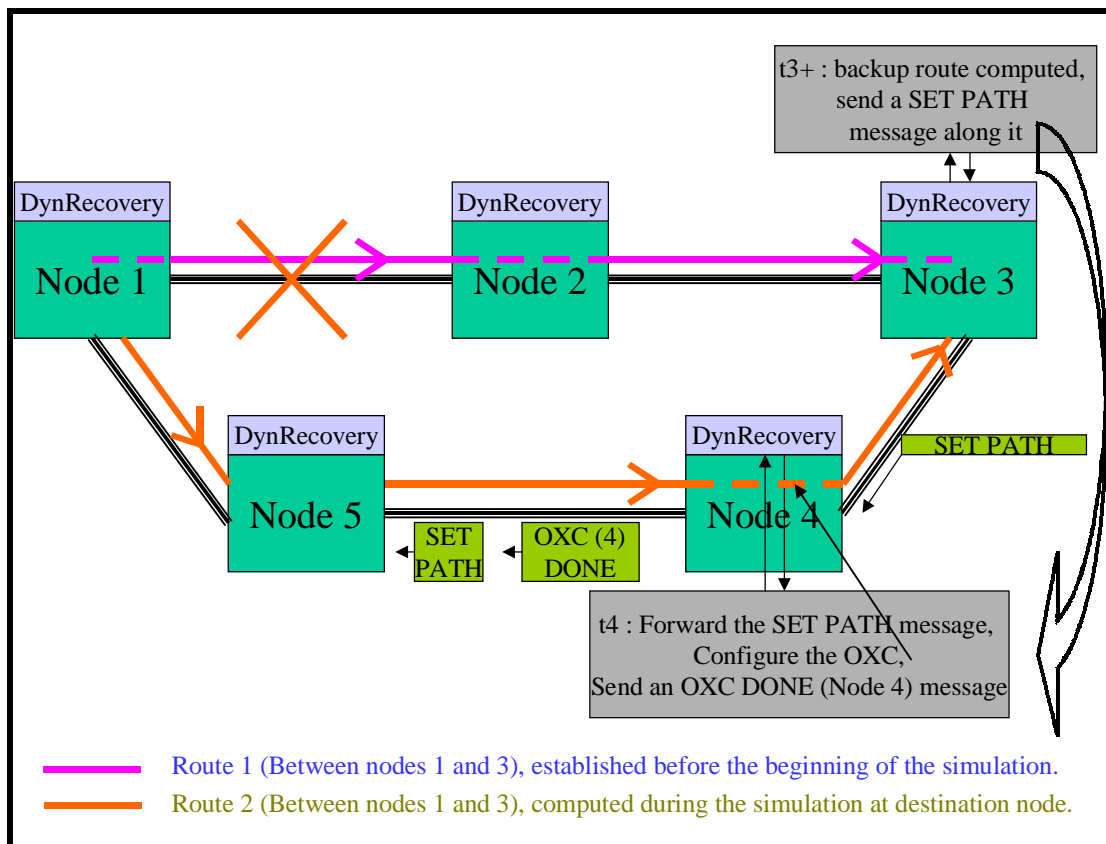 t3+ : backup route computed,
send a SET PATH
message along it
DynRecovery
DynRecovery
DynRecovery
Node 1
Node 2
Node 3
DynRecovery
DynRecovery
SET PATH
Node 5
Node 4
SET
PATH
OXC (4)
DONE
t4 : Forward the SET PATH message,
Configure the OXC,
Send an OXC DONE (Node 4) message
Route 1 (Between nodes 1 and 3), established before the beginning of the simulation.
Route 2 (Between nodes 1 and 3), computed during the simulation at destination node.